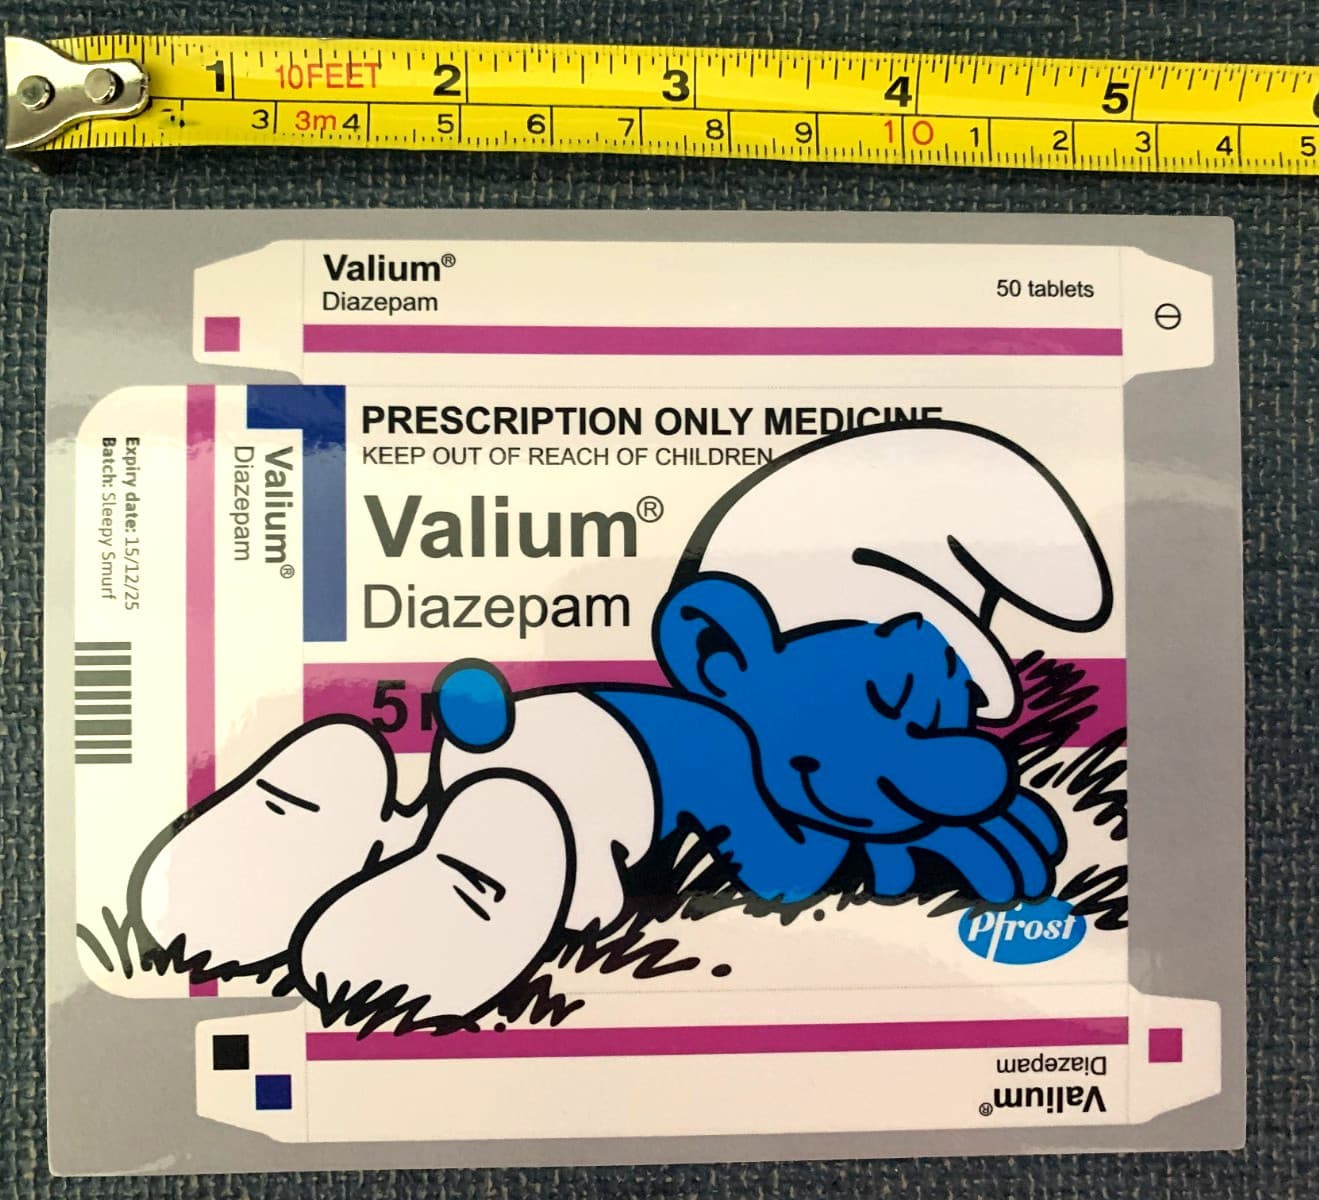 1 10FEET 2 3 4 5
3 3m 4 5 6 7 8 9 10 1 2 3 4 5
Valium®
Diazepam
50 tablets
PRESCRIPTION ONLY MEDICINE
KEEP OUT OF REACH OF CHILDREN
Valium®
Diazepam
5
Valium®
Diazepam
Expiry date: 15/12/25
Batch: Sleepy Smurf
Pfrost
Valium®
Diazepam